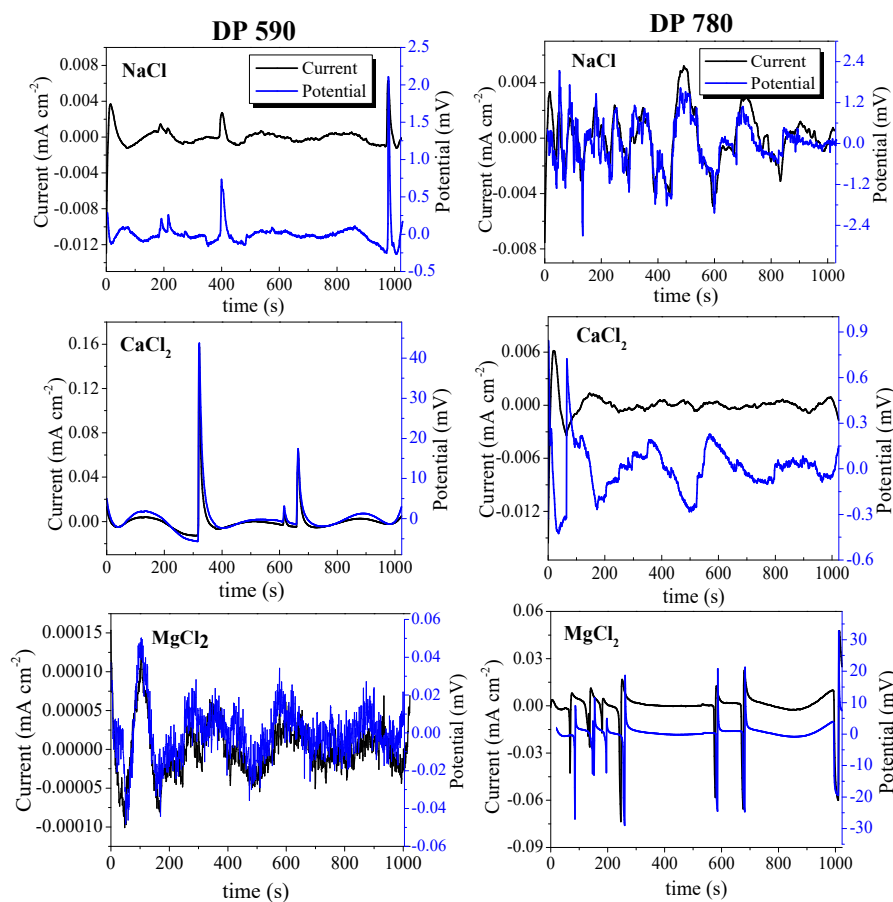 DP 590
DP 780
NaCl
Current
Potential
Current (mA cm⁻²)
0.008
0.004
0.000
-0.004
-0.008
-0.012
2.5
2.0
1.5
1.0
0.5
0.0
-0.5
Potential (mV)
0 200 400 600 800 1000
time (s)
NaCl
Current
Potential
Current (mA cm⁻²)
0.004
0.000
-0.004
-0.008
2.4
1.2
0.0
-1.2
-2.4
Potential (mV)
0 200 400 600 800 1000
time (s)
CaCl₂
Current (mA cm⁻²)
0.16
0.12
0.08
0.04
0.00
40
30
20
10
0
Potential (mV)
0 200 400 600 800 1000
time (s)
CaCl₂
Current (mA cm⁻²)
0.006
0.000
-0.006
-0.012
0.9
0.6
0.3
0.0
-0.3
-0.6
Potential (mV)
0 200 400 600 800 1000
time (s)
MgCl2
Current (mA cm⁻²)
0.00015
0.00010
0.00005
0.00000
-0.00005
-0.00010
0.06
0.04
0.02
0.00
-0.02
-0.04
-0.06
Potential (mV)
0 200 400 600 800 1000
time (s)
MgCl₂
Current (mA cm⁻²)
0.06
0.03
0.00
-0.03
-0.06
-0.09
30
20
10
0
-10
-20
-30
Potential (mV)
0 200 400 600 800 1000
time (s)